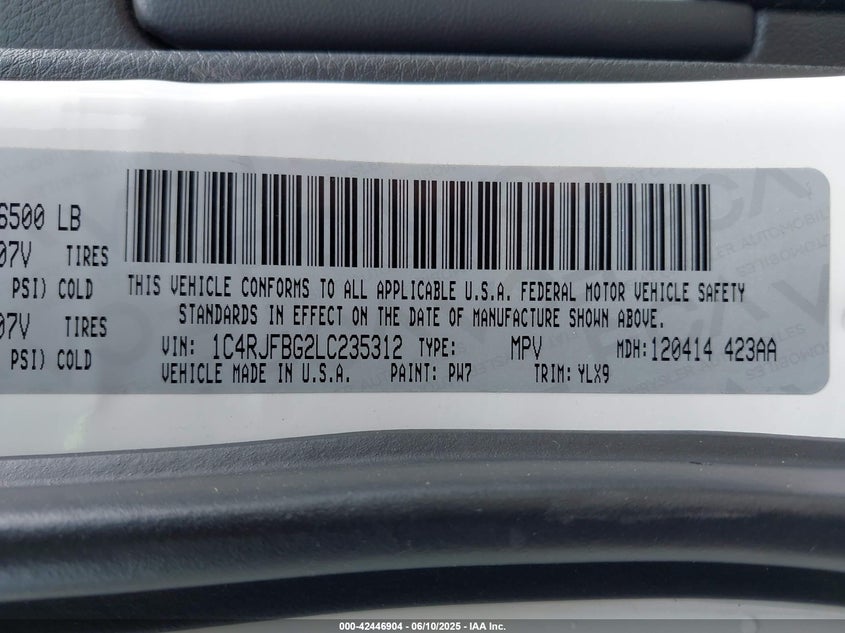 6500 LB
07V TIRES
PSI) COLD
07V TIRES
PSI) COLD
THIS VEHICLE CONFORMS TO ALL APPLICABLE U.S.A. FEDERAL MOTOR VEHICLE SAFETY
STANDARDS IN EFFECT ON THE DATE OF MANUFACTURE SHOWN ABOVE.
VIN: 1C4RJFBG2LC235312 TYPE: MPV MDH:120414 423AA
VEHICLE MADE IN U.S.A. PAINT: PW7 TRIM:YLX9
000-42446904 - 06/10/2025 - IAA Inc.